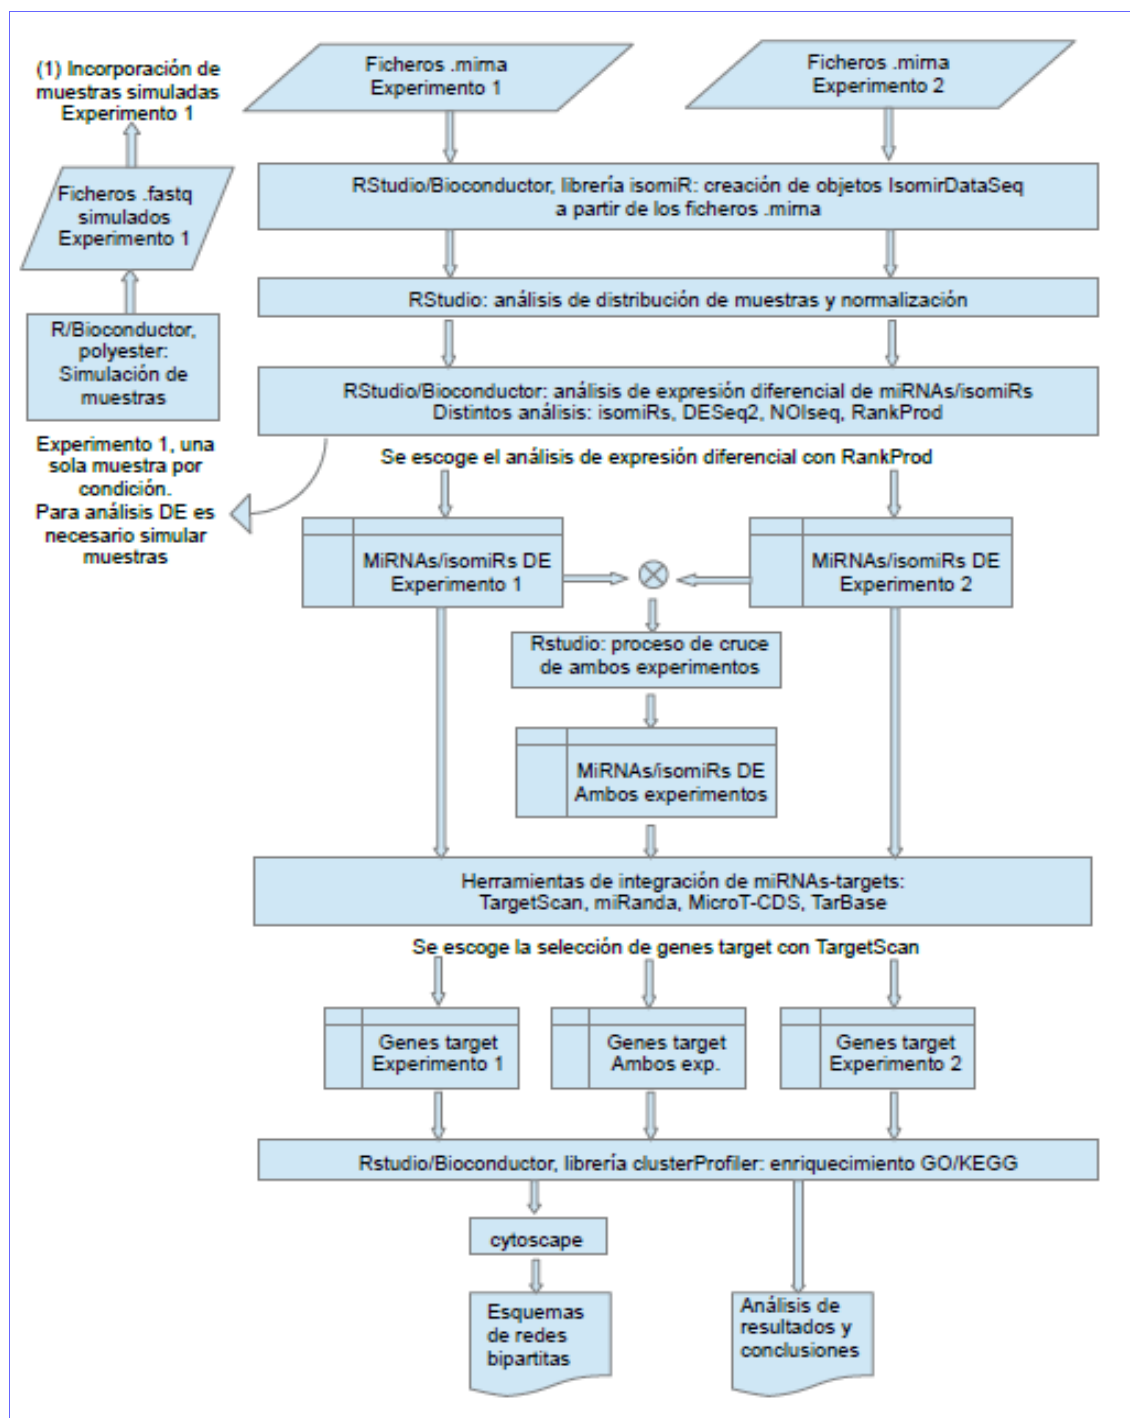 (1) Incorporación de
muestras simuladas
Experimento 1
Ficheros .mirna
Experimento 1
Ficheros .mirna
Experimento 2
Ficheros .fastq
simulados
Experimento 1
RStudio/Bioconductor, librería isomiR: creación de objetos IsomirDataSeq
a partir de los ficheros .mirna
RStudio: análisis de distribución de muestras y normalización
R/Bioconductor,
polyester:
Simulación de
muestras
RStudio/Bioconductor: análisis de expresión diferencial de miRNAs/isomiRs
Distintos análisis: isomiRs, DESeq2, NOIseq, RankProd
Experimento 1, una
sola muestra por
condición.
Para análisis DE es
necesario simular
muestras
Se escoge el análisis de expresión diferencial con RankProd
MiRNAs/isomiRs DE
Experimento 1
MiRNAs/isomiRs DE
Experimento 2
Rstudio: proceso de cruce
de ambos experimentos
MiRNAs/isomiRs DE
Ambos experimentos
Herramientas de integración de miRNAs-targets:
TargetScan, miRanda, MicroT-CDS, TarBase
Se escoge la selección de genes target con TargetScan
Genes target
Experimento 1
Genes target
Ambos exp.
Genes target
Experimento 2
Rstudio/Bioconductor, librería clusterProfiler: enriquecimiento GO/KEGG
cytoscape
Esquemas
de redes
bipartitas
Análisis de
resultados y
conclusiones